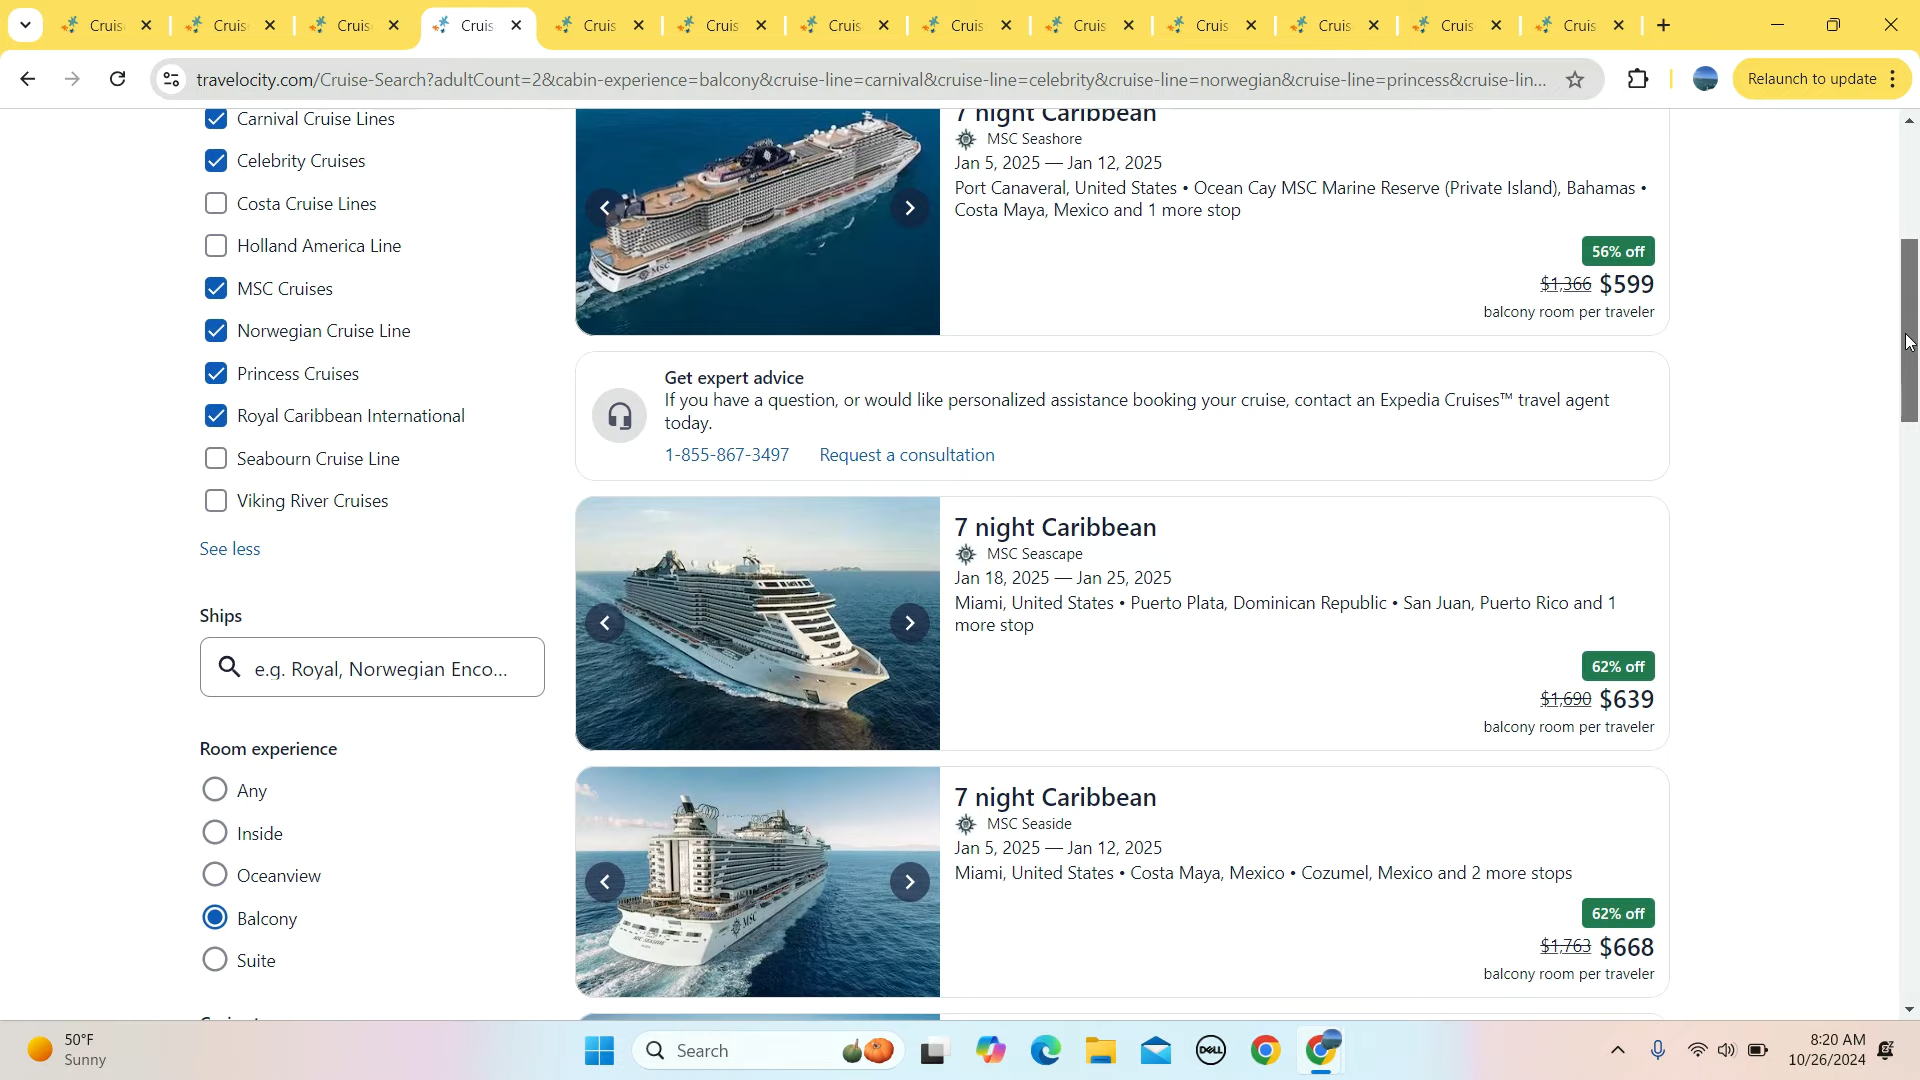 Cruis
Cruis
Cruis
Cruis
Cruis
Cruis
Cruis
Cruis
Cruis
Cruis
Cruis
Cruis
Cruis
travelocity.com/Cruise-Search?adultCount=2&cabin-experience=balcony&cruise-line=carnival&cruise-line=celebrity&cruise-line=norwegian&cruise-line=princess&cruise-lin...
Relaunch to update
Carnival Cruise Lines
Celebrity Cruises
Costa Cruise Lines
Holland America Line
MSC Cruises
Norwegian Cruise Line
Princess Cruises
Royal Caribbean International
Seabourn Cruise Line
Viking River Cruises
See less
Ships
e.g. Royal, Norwegian Enco...
Room experience
Any
Inside
Oceanview
Balcony
Suite
7 night Caribbean
MSC Seashore
Jan 5, 2025 — Jan 12, 2025
Port Canaveral, United States • Ocean Cay MSC Marine Reserve (Private Island), Bahamas •
Costa Maya, Mexico and 1 more stop
56% off
$1,366 $599
balcony room per traveler
Get expert advice
If you have a question, or would like personalized assistance booking your cruise, contact an Expedia Cruises™ travel agent
today.
1-855-867-3497 Request a consultation
7 night Caribbean
MSC Seascape
Jan 18, 2025 — Jan 25, 2025
Miami, United States • Puerto Plata, Dominican Republic • San Juan, Puerto Rico and 1
more stop
62% off
$1,690 $639
balcony room per traveler
7 night Caribbean
MSC Seaside
Jan 5, 2025 — Jan 12, 2025
Miami, United States • Costa Maya, Mexico • Cozumel, Mexico and 2 more stops
62% off
$1,763 $668
balcony room per traveler
MSC
MSC
50°F
Sunny
Search
DELL
8:20 AM
10/26/2024